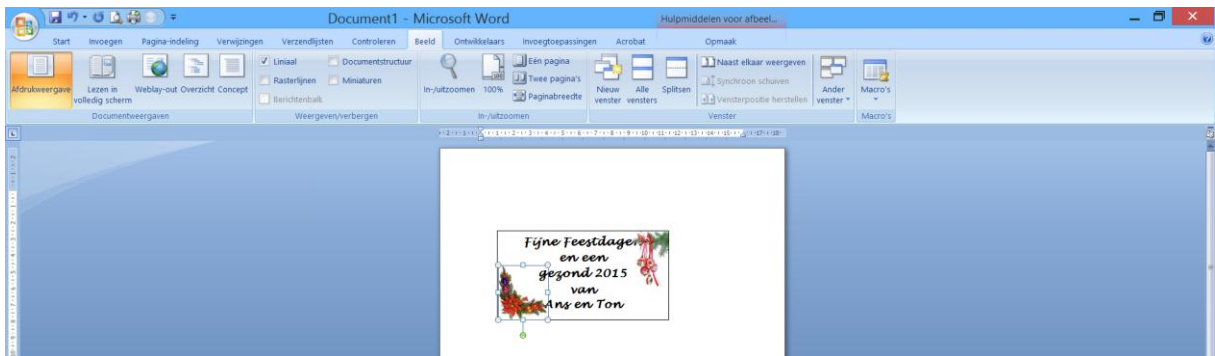 Document1 - Microsoft Word
Hulpmiddelen voor afbeel...
Start Invoegen Pagina-indeling Verwijzingen Verzendlijsten Controleren Beeld Ontwikkelaars Invoegtoepassingen Acrobat Opmaak
Afdrukweergave
Lezen in
volledig scherm
Weblay-out Overzicht Concept
Documentweergaven
Liniaal
Rasterlijnen
Berichtenbalk
Documentstructuur
Miniaturen
Weergeven/verbergen
In-/uitzoomen
100%
Eén pagina
Twee pagina's
Paginabreedte
In-/uitzoomen
Nieuw
venster
Alle
vensters
Splitsen
Naast elkaar weergeven
Synchroon schuiven
Vensterpositie herstellen
Ander
venster
Venster
Macro's
Macro's
Fijne Feestdagen
en een
gezond 2015
van
Ans en Ton